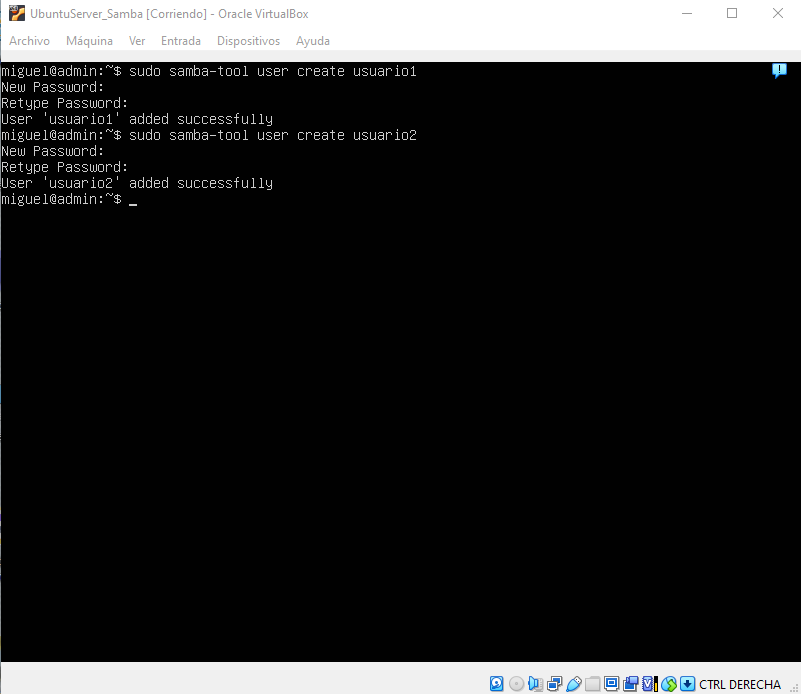 UbuntuServer_Samba [Corriendo] - Oracle VirtualBox
Archivo Máquina Ver Entrada Dispositivos Ayuda
miguel@admin:~$ sudo samba-tool user create usuario1
New Password:
Retype Password:
User 'usuario1' added successfully
miguel@admin:~$ sudo samba-tool user create usuario2
New Password:
Retype Password:
User 'usuario2' added successfully
miguel@admin:~$ _
CTRL DERECHA